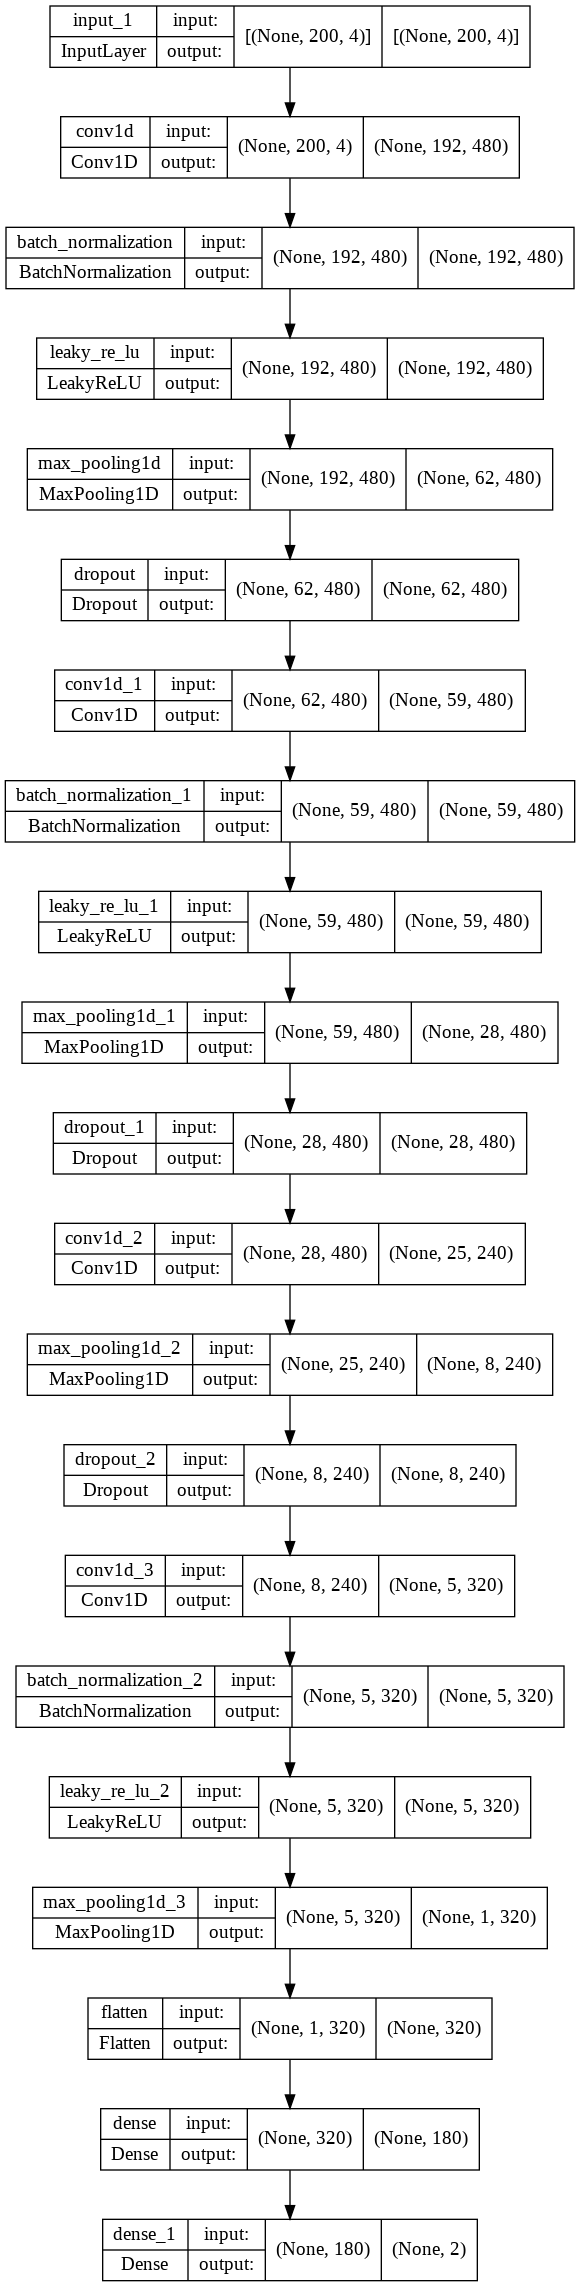 input_1 input: [(None, 200, 4)] [(None, 200, 4)]
InputLayer output:
conv1d input: (None, 200, 4) (None, 192, 480)
Conv1D output:
batch_normalization input: (None, 192, 480) (None, 192, 480)
BatchNormalization output:
leaky_re_lu input: (None, 192, 480) (None, 192, 480)
LeakyReLU output:
max_pooling1d input: (None, 192, 480) (None, 62, 480)
MaxPooling1D output:
dropout input: (None, 62, 480) (None, 62, 480)
Dropout output:
conv1d_1 input: (None, 62, 480) (None, 59, 480)
Conv1D output:
batch_normalization_1 input: (None, 59, 480) (None, 59, 480)
BatchNormalization output:
leaky_re_lu_1 input: (None, 59, 480) (None, 59, 480)
LeakyReLU output:
max_pooling1d_1 input: (None, 59, 480) (None, 28, 480)
MaxPooling1D output:
dropout_1 input: (None, 28, 480) (None, 28, 480)
Dropout output:
conv1d_2 input: (None, 28, 480) (None, 25, 240)
Conv1D output:
max_pooling1d_2 input: (None, 25, 240) (None, 8, 240)
MaxPooling1D output:
dropout_2 input: (None, 8, 240) (None, 8, 240)
Dropout output:
conv1d_3 input: (None, 8, 240) (None, 5, 320)
Conv1D output:
batch_normalization_2 input: (None, 5, 320) (None, 5, 320)
BatchNormalization output:
leaky_re_lu_2 input: (None, 5, 320) (None, 5, 320)
LeakyReLU output:
max_pooling1d_3 input: (None, 5, 320) (None, 1, 320)
MaxPooling1D output:
flatten input: (None, 1, 320) (None, 320)
Flatten output:
dense input: (None, 320) (None, 180)
Dense output:
dense_1 input: (None, 180) (None, 2)
Dense output: